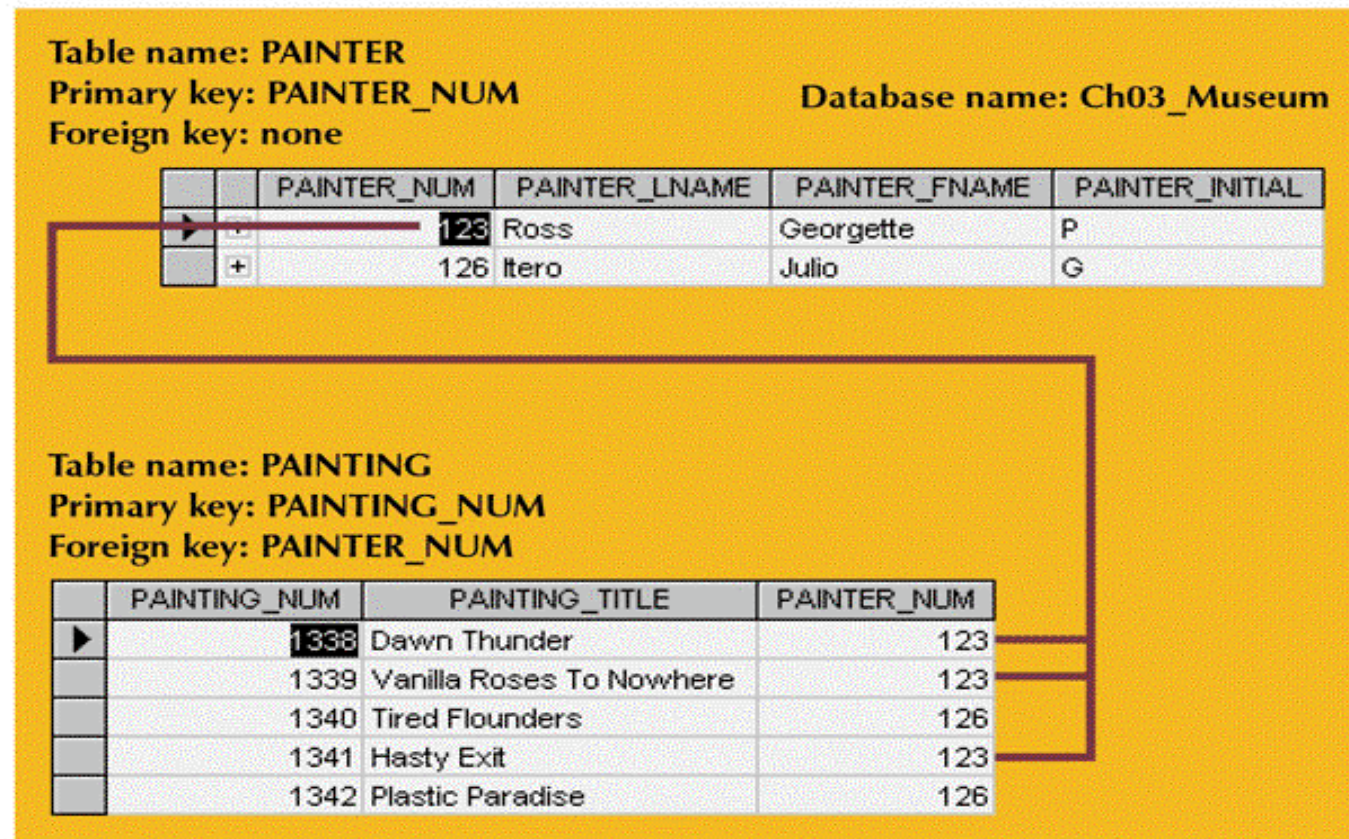 Table name: PAINTER
Primary key: PAINTER_NUM
Database name: Ch03_Museum
Foreign key: none
PAINTER_NUM PAINTER_LNAME PAINTER_FNAME PAINTER_INITIAL
123 Ross Georgette P
126 Itero Julio G
Table name: PAINTING
Primary key: PAINTING_NUM
Foreign key: PAINTER_NUM
PAINTING_NUM PAINTING_TITLE PAINTER_NUM
1338 Dawn Thunder 123
1339 Vanilla Roses To Nowhere 123
1340 Tired Flounders 126
1341 Hasty Exit 123
1342 Plastic Paradise 126